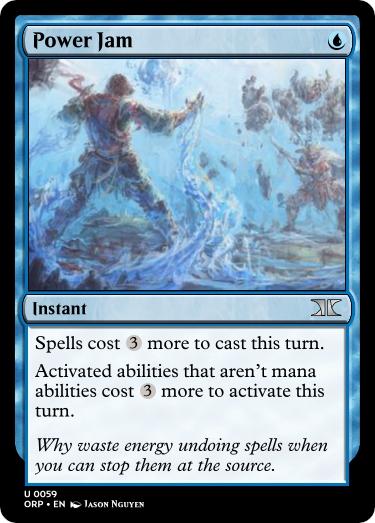 Power Jam
Instant
Spells cost 3 more to cast this turn.
Activated abilities that aren't mana
abilities cost 3 more to activate this
turn.
Why waste energy undoing spells when
you can stop them at the source.
U 0059
ORP • EN Jason Nguyen